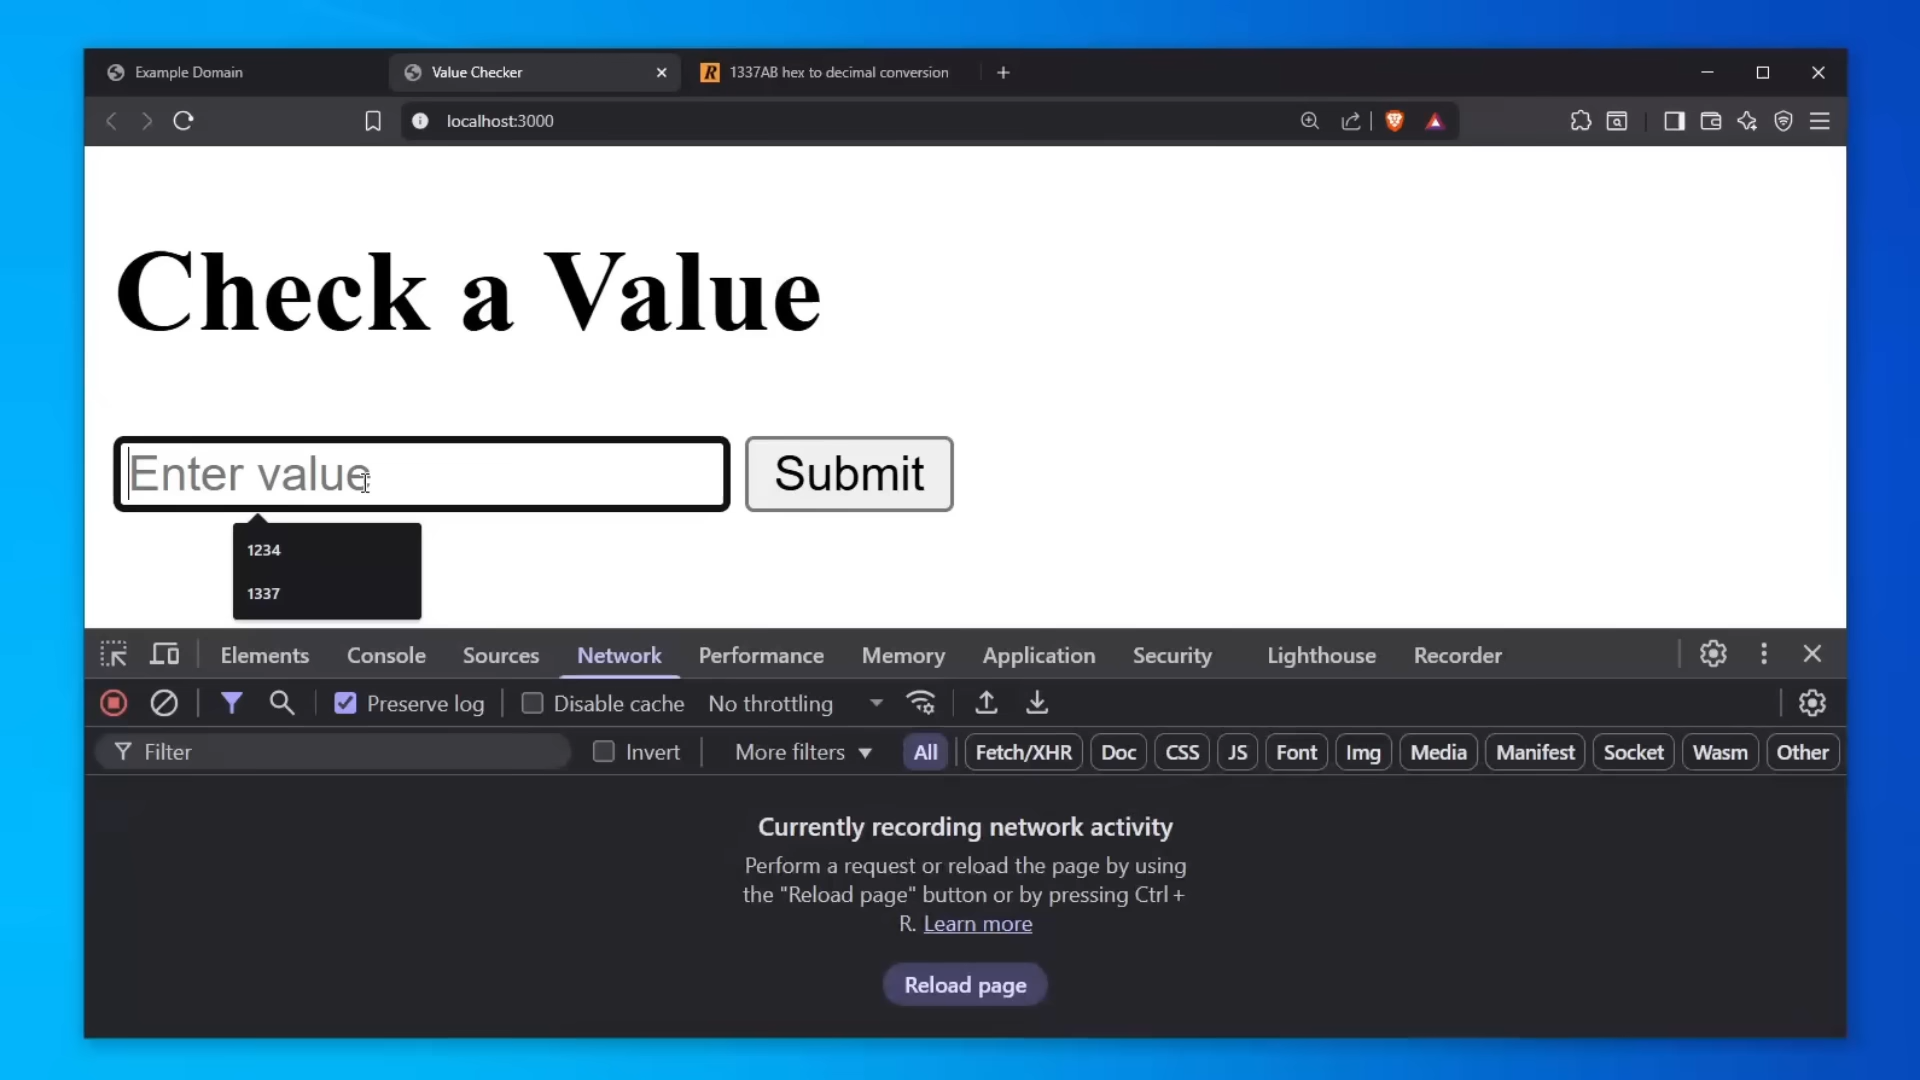 Example Domain
Value Checker
1337AB hex to decimal conversion
localhost:3000
Check a Value
Enter value
Submit
1234
1337
Elements
Console
Sources
Network
Performance
Memory
Application
Security
Lighthouse
Recorder
Preserve log
Disable cache
No throttling
Filter
Invert
More filters
All
Fetch/XHR
Doc
CSS
JS
Font
Img
Media
Manifest
Socket
Wasm
Other
Currently recording network activity
Perform a request or reload the page by using
the "Reload page" button or by pressing Ctrl +
R. Learn more
Reload page